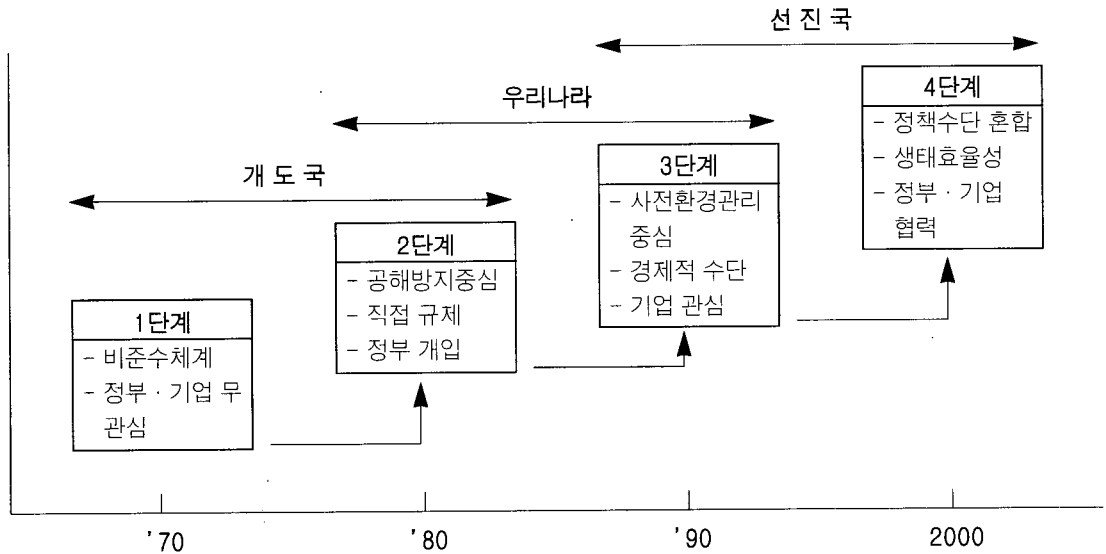 선 진 국
우리나라
개 도 국
1단계
- 비준수체계
- 정부 · 기업 무
관심
2단계
- 공해방지중심
- 직접 규제
- 정부 개입
3단계
- 사전환경관리
중심
- 경제적 수단
- 기업 관심
4단계
- 정책수단 혼합
- 생태효율성
- 정부 · 기업
협력
'70
'80
'90
2000